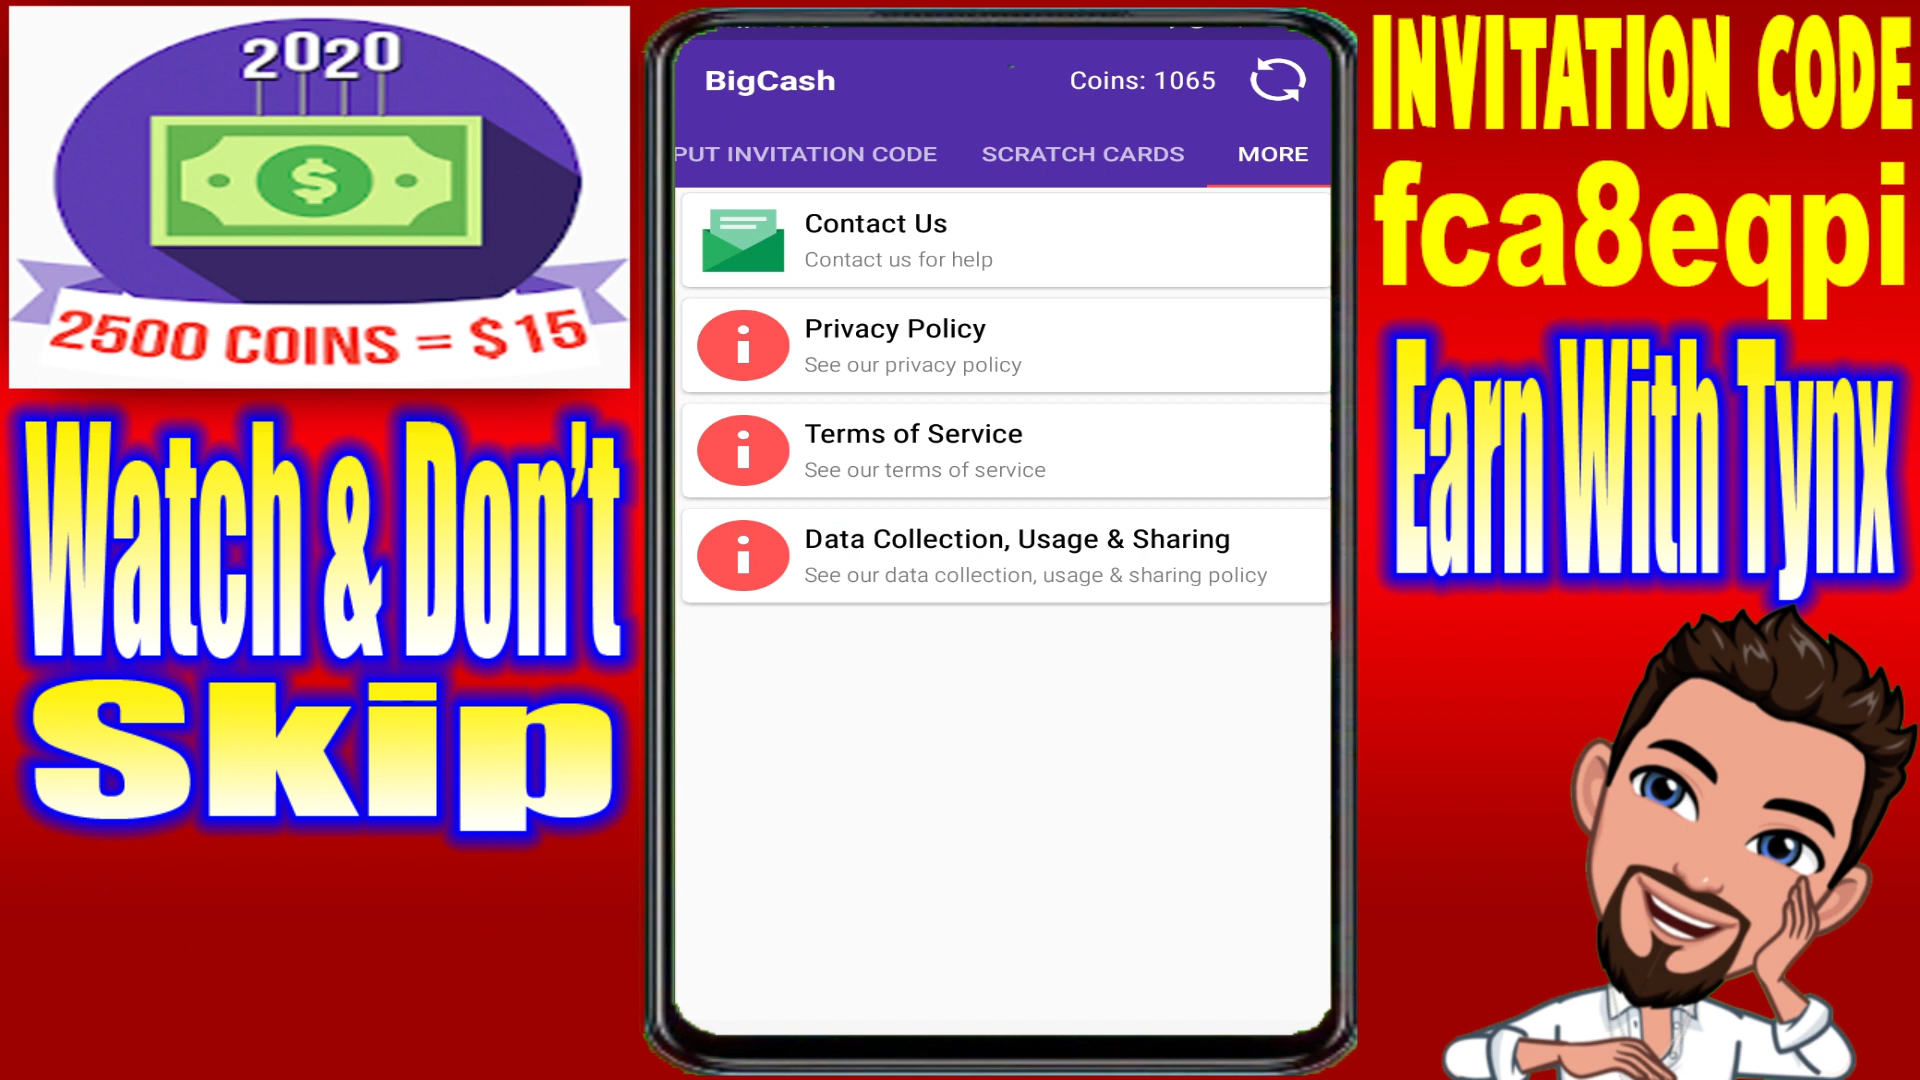 2020
2500 COINS = $15
Watch & Don't
Skip
BigCash
Coins: 1065
PUT INVITATION CODE
SCRATCH CARDS
MORE
Contact Us
Contact us for help
Privacy Policy
See our privacy policy
Terms of Service
See our terms of service
Data Collection, Usage & Sharing
See our data collection, usage & sharing policy
INVITATION CODE
fca8eqpi
Earn With Tynx